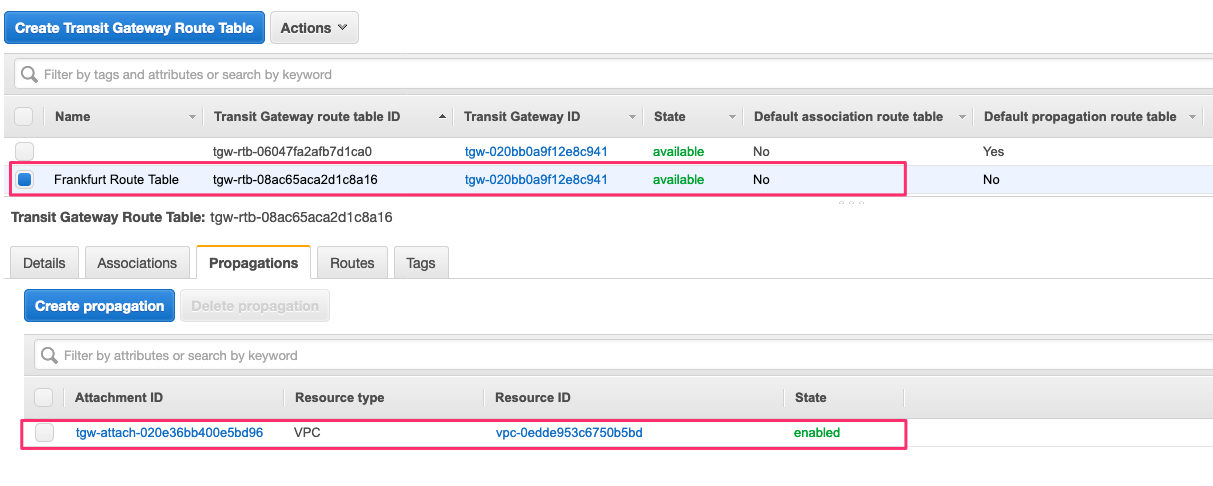 Create Transit Gateway Route Table Actions
Filter by tags and attributes or search by keyword
Name Transit Gateway route table ID Transit Gateway ID State Default association route table Default propagation route table
tgw-rtb-06047fa2afb7d1ca0 tgw-020bb0a9f12e8c941 available No Yes
Frankfurt Route Table tgw-rtb-08ac65aca2d1c8a16 tgw-020bb0a9f12e8c941 available No No
Transit Gateway Route Table: tgw-rtb-08ac65aca2d1c8a16
Details Associations Propagations Routes Tags
Create propagation Delete propagation
Filter by attributes or search by keyword
Attachment ID Resource type Resource ID State
tgw-attach-020e36bb400e5bd96 VPC vpc-0edde953c6750b5bd enabled